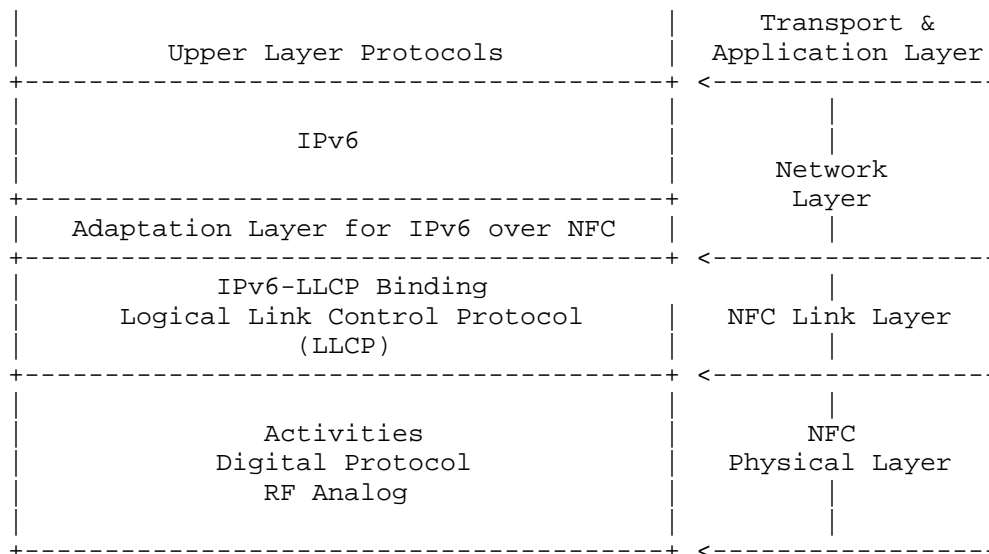 Transport &
Upper Layer Protocols Application Layer
IPv6
Network
Layer
Adaptation Layer for IPv6 over NFC
IPv6-LLCP Binding
Logical Link Control Protocol NFC Link Layer
(LLCP)
Activities NFC
Digital Protocol Physical Layer
RF Analog